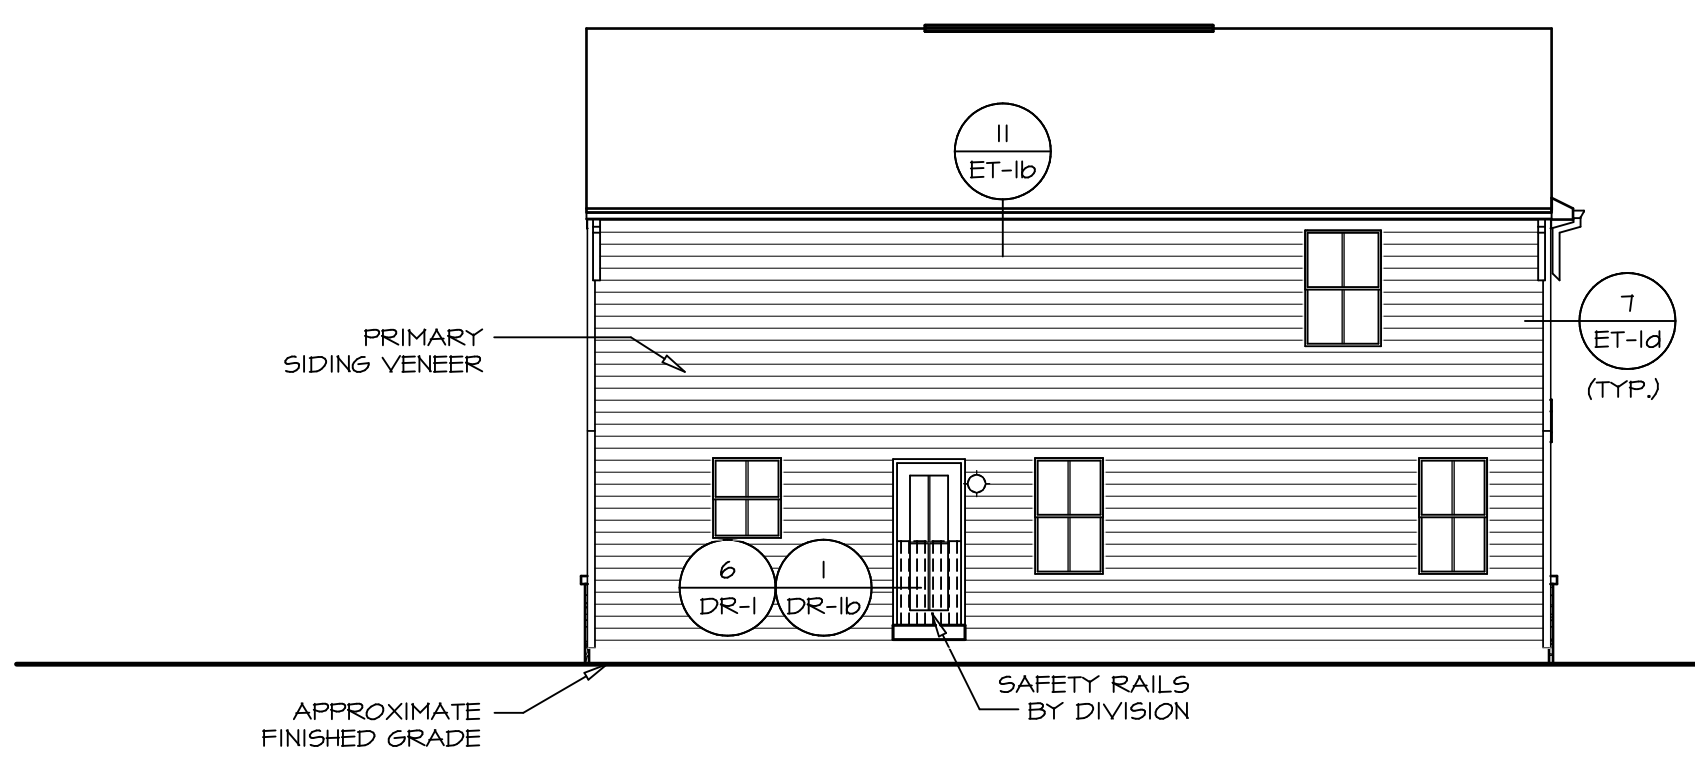 11
ET-1b
7
ET-1d
(TYP.)
PRIMARY
SIDING VENEER
6
DR-1
1
DR-1b
SAFETY RAILS
BY DIVISION
APPROXIMATE
FINISHED GRADE